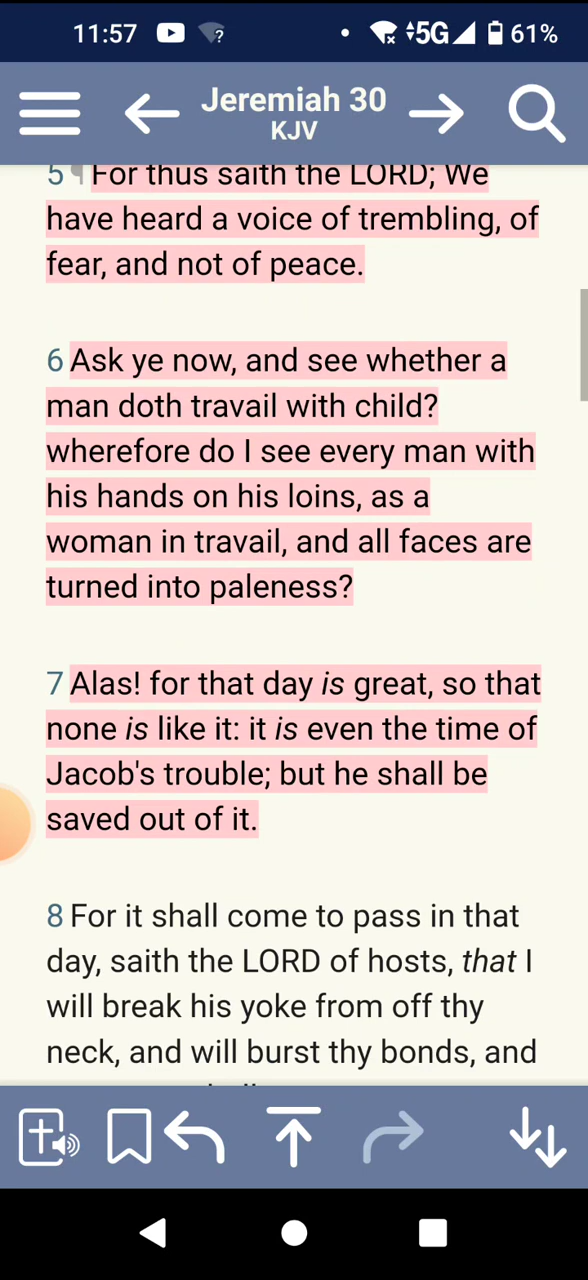 11:57 ? 5G 61%
Jeremiah 30
KJV
5 ¶ For thus saith the LORD; We
have heard a voice of trembling, of
fear, and not of peace.
6 Ask ye now, and see whether a
man doth travail with child?
wherefore do I see every man with
his hands on his loins, as a
woman in travail, and all faces are
turned into paleness?
7 Alas! for that day is great, so that
none is like it: it is even the time of
Jacob's trouble; but he shall be
saved out of it.
8 For it shall come to pass in that
day, saith the LORD of hosts, that I
will break his yoke from off thy
neck, and will burst thy bonds, and